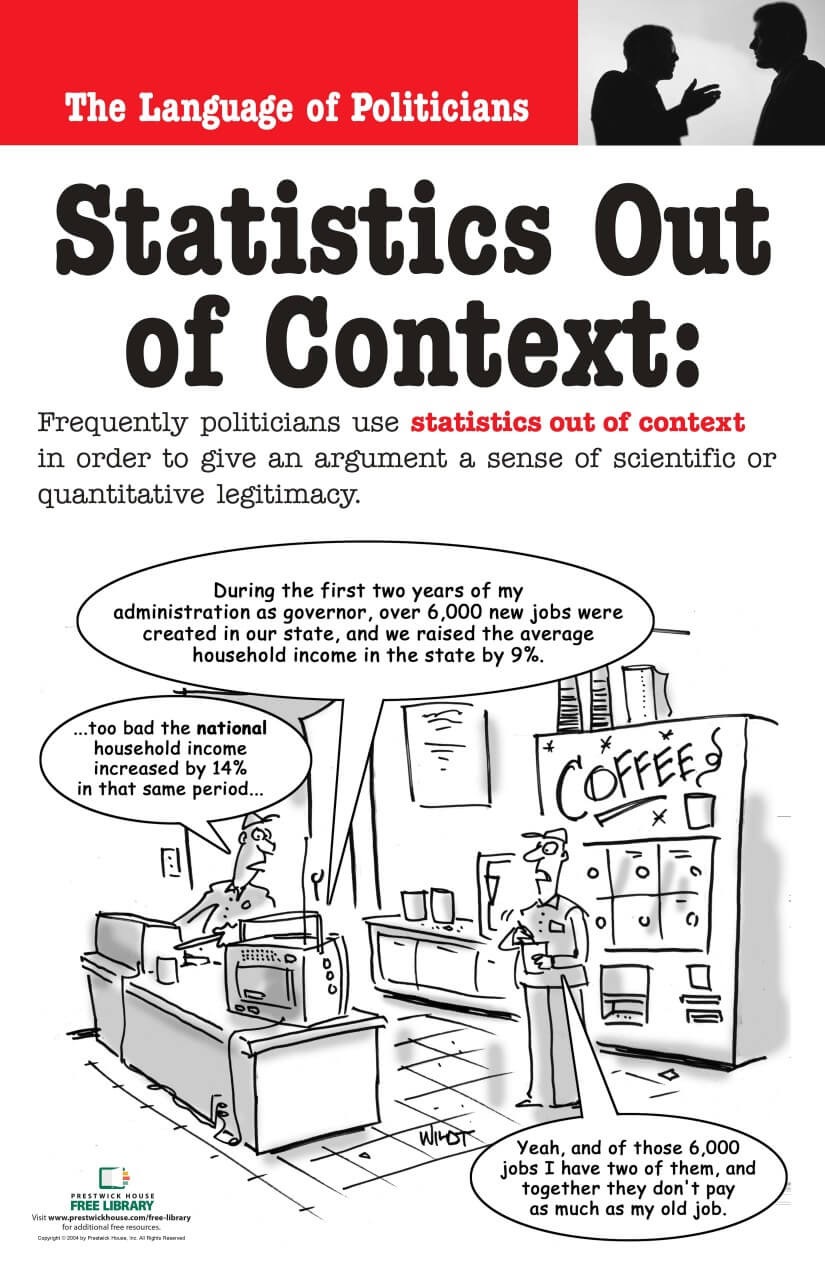 The Language of Politicians
Statistics Out
of Context:
Frequently politicians use statistics out of context
in order to give an argument a sense of scientific or
quantitative legitimacy.
During the first two years of my
administration as governor, over 6,000 new jobs were
created in our state, and we raised the average
household income in the state by 9%.
...too bad the national
household income
increased by 14%
in that same period...
COFFEE
WILDT
Yeah, and of those 6,000
jobs I have two of them, and
together they don't pay
as much as my old job.
PRESTWICK HOUSE
FREE LIBRARY
Visit www.prestwickhouse.com/free-library
for additional free resources.
Copyright © 2004 by Prestwick House, Inc. All Rights Reserved